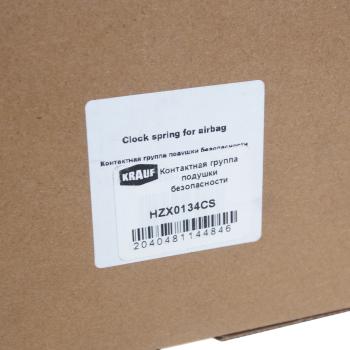 Clock spring for airbag
Контактная группа подушки безопасности
KRAUF
Контактная группа
подушки
безопасности
HZX0134CS
2040481144846